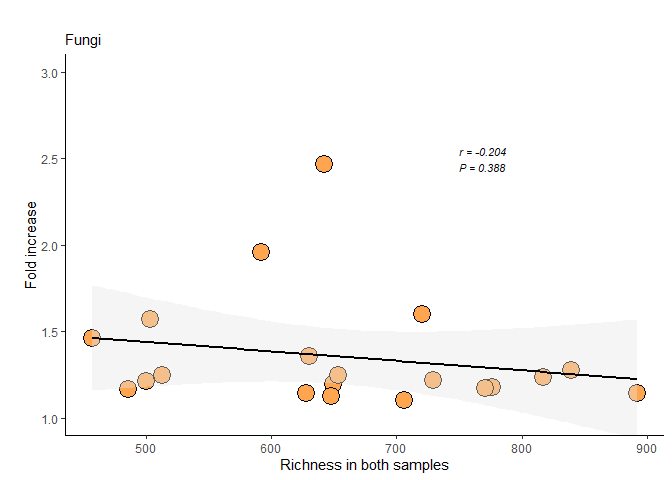 Fungi
3.0
2.5
2.0
1.5
1.0
Fold increase
r = -0.204
P = 0.388
500 600 700 800 900
Richness in both samples